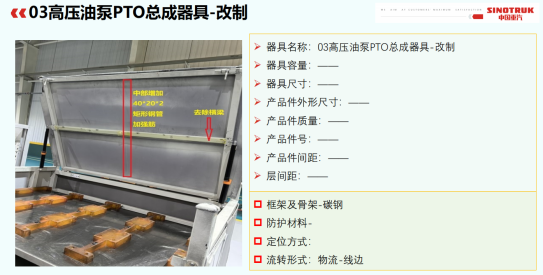 03高压油泵PTO总成器具-改制
SINOTRUK
中国重汽
中部增加
40*20*2
矩形钢管
加强筋
去除横梁
器具名称：03高压油泵PTO总成器具-改制
器具容量：——
器具尺寸：——
产品件外形尺寸：——
产品件质量：——
产品件号：——
产品件间距：——
层间距：——
框架及骨架-碳钢
防护材料-
定位方式：
流转形式：物流-线边